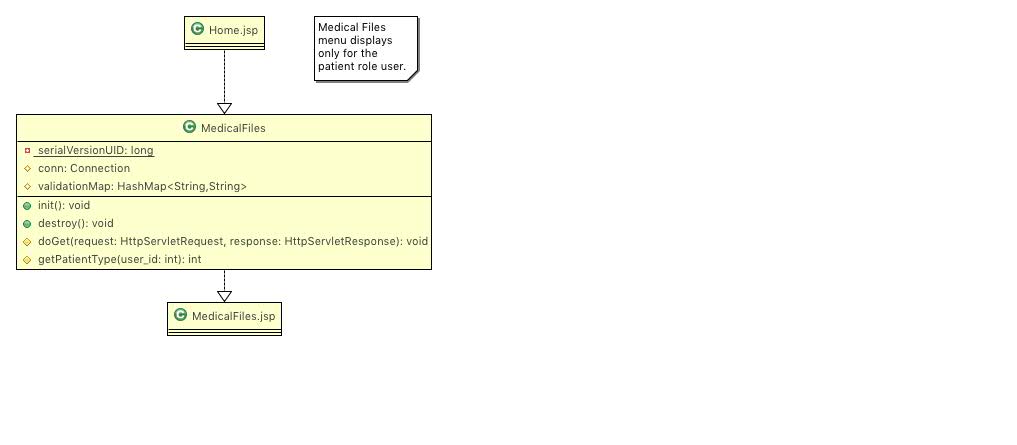 C Home.jsp
Medical Files
menu displays
only for the
patient role user.
C MedicalFiles
serialVersionUID: long
conn: Connection
validationMap: HashMap<String,String>
init(): void
destroy(): void
doGet(request: HttpServletRequest, response: HttpServletResponse): void
getPatientType(user_id: int): int
C MedicalFiles.jsp